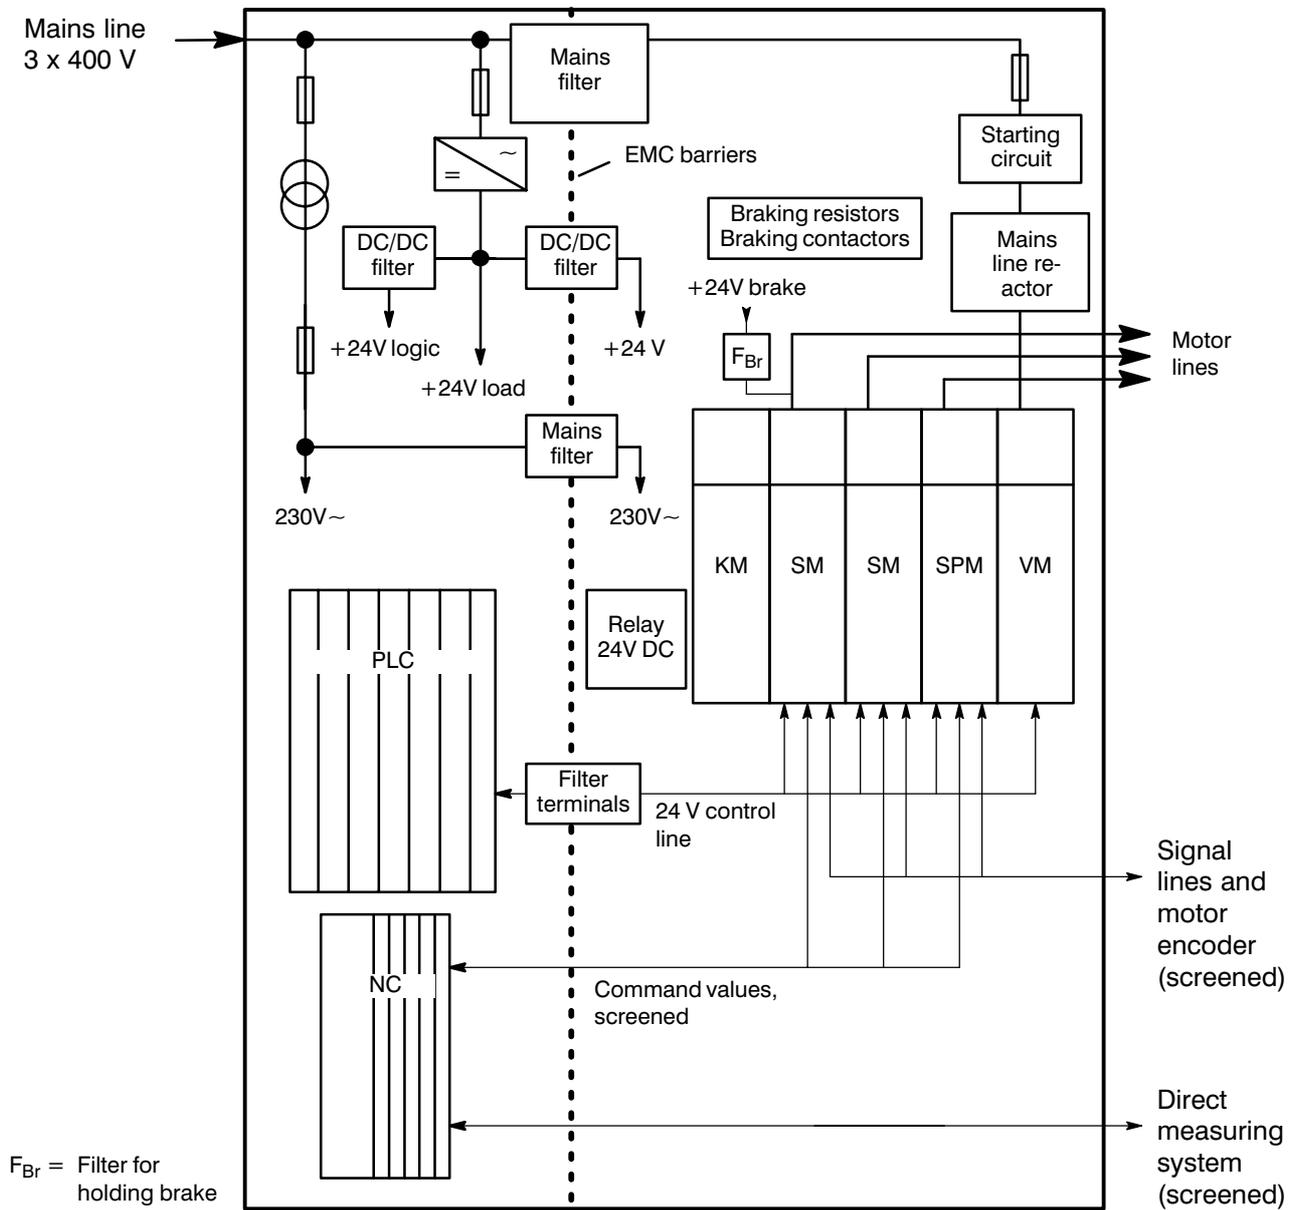 Mains line
3 x 400 V
Mains
filter
EMC barriers
Starting
circuit
~
=
Braking resistors
Braking contactors
DC/DC
filter
DC/DC
filter
Mains
line re-
actor
+24V brake
+24V logic
+24V load
+24 V
FBr
Motor
lines
Mains
filter
230V~
230V~
KM
SM
SM
SPM
VM
Relay
24V DC
PLC
Filter
terminals
24 V control
line
Signal
lines and
motor
encoder
(screened)
NC
Command values,
screened
Direct
measuring
system
(screened)
FBr = Filter for
holding brake